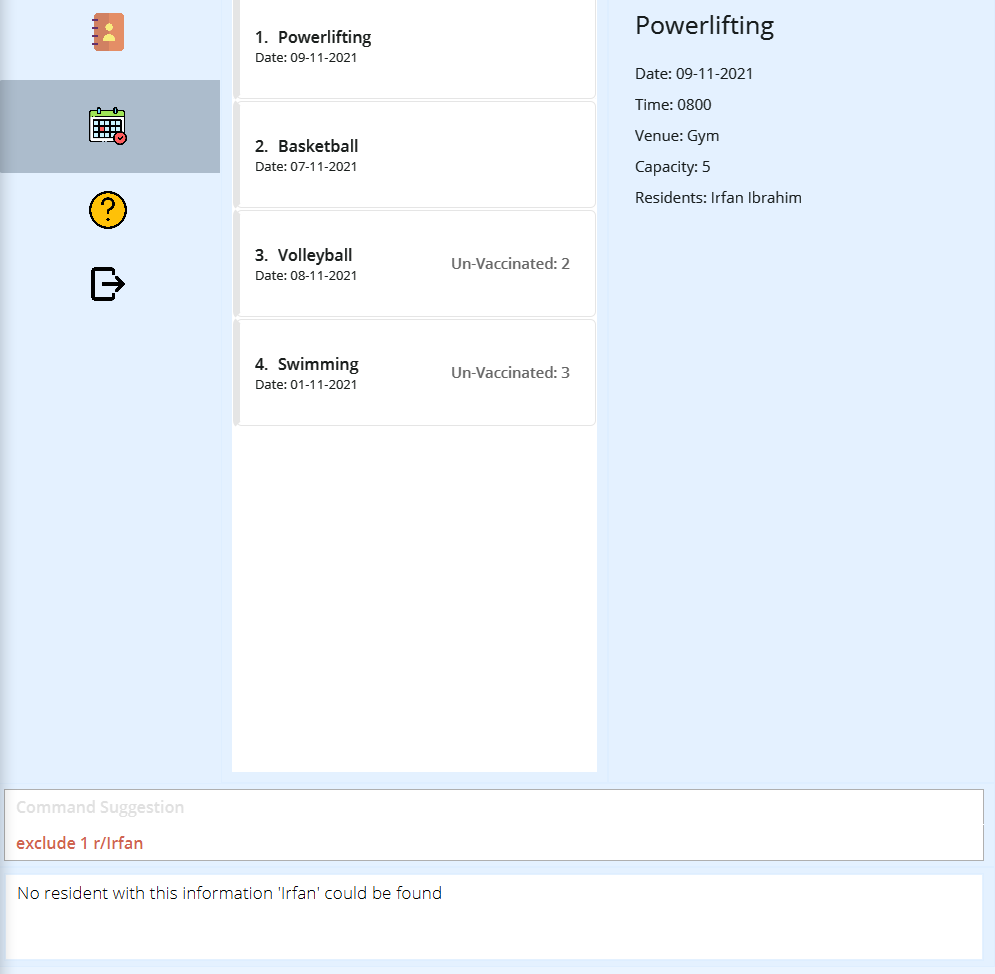 1. Powerlifting
Date: 09-11-2021
2. Basketball
Date: 07-11-2021
3. Volleyball
Date: 08-11-2021
Un-Vaccinated: 2
4. Swimming
Date: 01-11-2021
Un-Vaccinated: 3
Powerlifting
Date: 09-11-2021
Time: 0800
Venue: Gym
Capacity: 5
Residents: Irfan Ibrahim
Command Suggestion
exclude 1 r/Irfan
No resident with this information 'Irfan' could be found